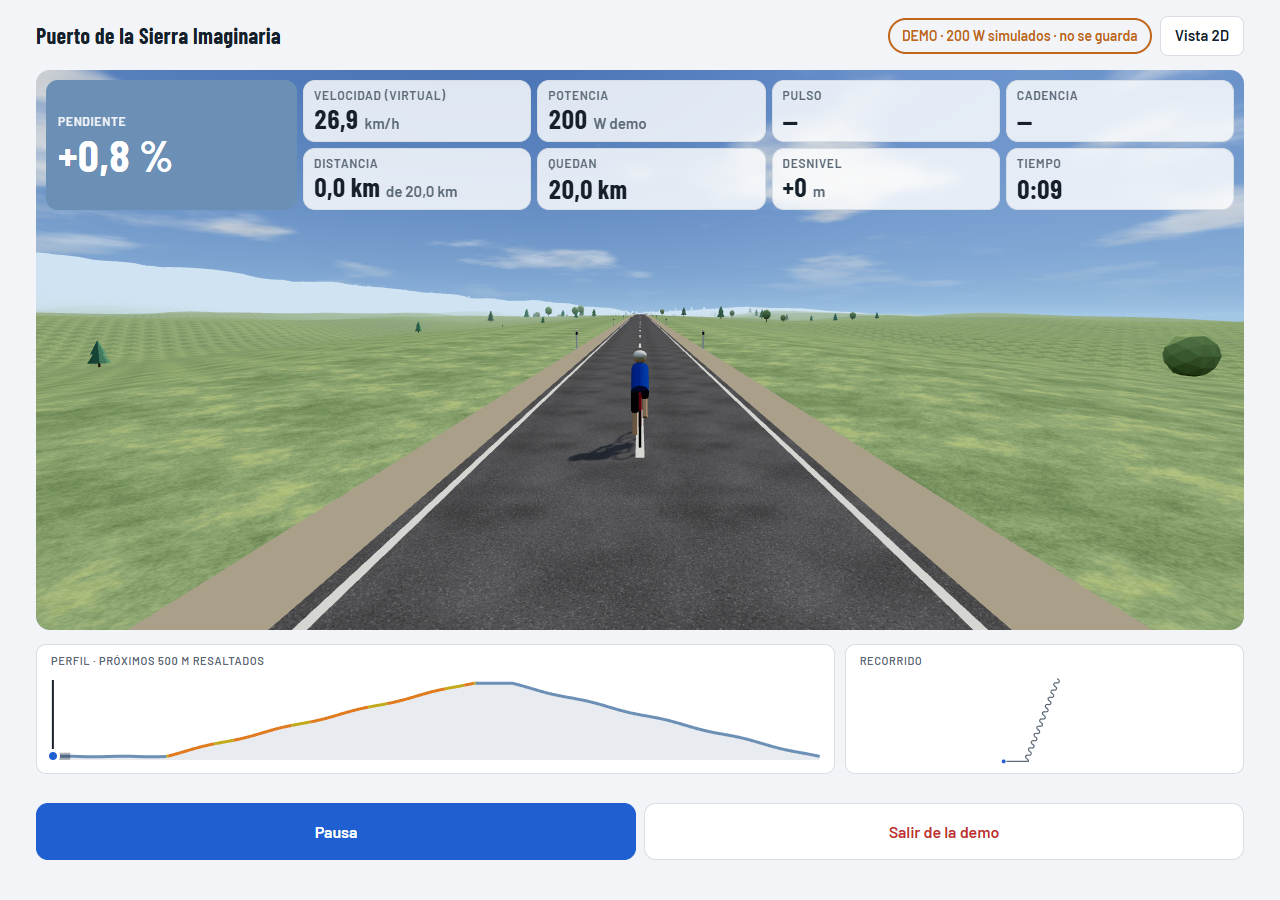 Puerto de la Sierra Imaginaria
DEMO · 200 W simulados · no se guarda
Vista 2D
PENDIENTE
+0,8 %
VELOCIDAD (VIRTUAL)
26,9 km/h
POTENCIA
200 W demo
PULSO
–
CADENCIA
–
DISTANCIA
0,0 km de 20,0 km
QUEDAN
20,0 km
DESNIVEL
+0 m
TIEMPO
0:09
PERFIL · PRÓXIMOS 500 M RESALTADOS
RECORRIDO
Pausa
Salir de la demo